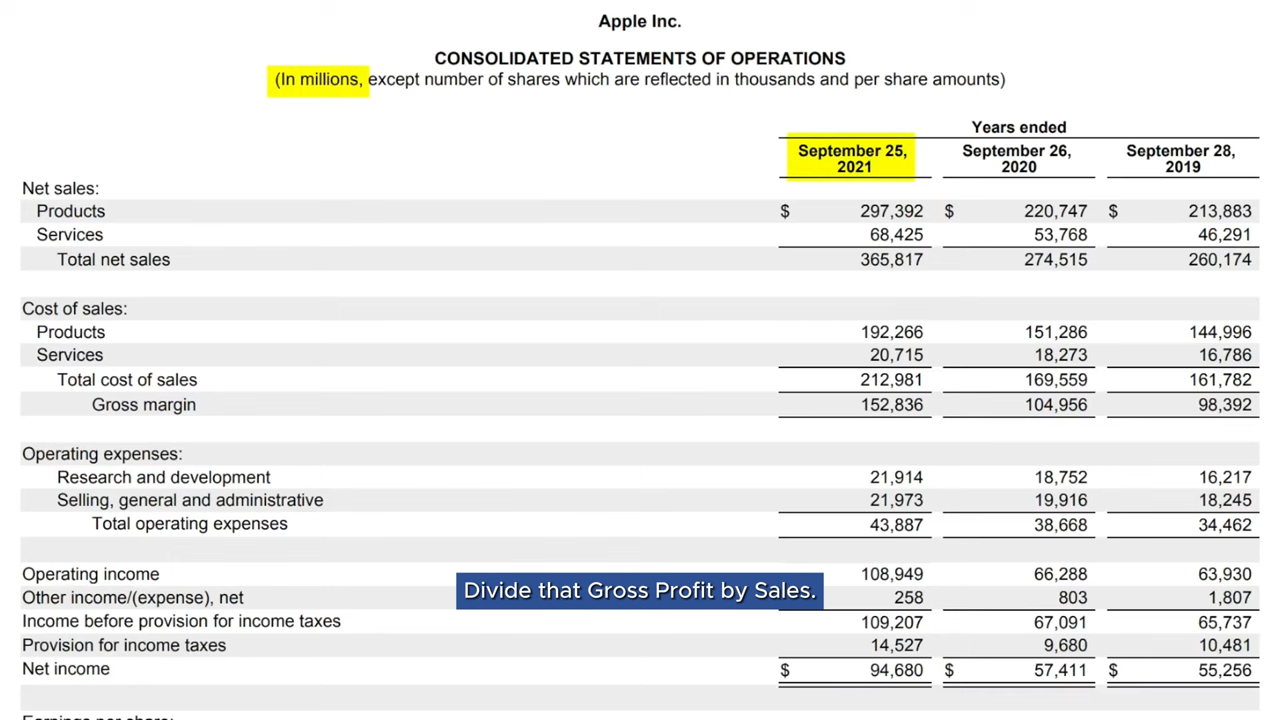 Apple Inc.
CONSOLIDATED STATEMENTS OF OPERATIONS
(In millions, except number of shares which are reflected in thousands and per share amounts)
Years ended
September 25, 2021 September 26, 2020 September 28, 2019
Net sales:
Products $ 297,392 $ 220,747 $ 213,883
Services 68,425 53,768 46,291
Total net sales 365,817 274,515 260,174
Cost of sales:
Products 192,266 151,286 144,996
Services 20,715 18,273 16,786
Total cost of sales 212,981 169,559 161,782
Gross margin 152,836 104,956 98,392
Operating expenses:
Research and development 21,914 18,752 16,217
Selling, general and administrative 21,973 19,916 18,245
Total operating expenses 43,887 38,668 34,462
Operating income 108,949 66,288 63,930
Divide that Gross Profit by Sales.
Other income/(expense), net 258 803 1,807
Income before provision for income taxes 109,207 67,091 65,737
Provision for income taxes 14,527 9,680 10,481
Net income $ 94,680 $ 57,411 $ 55,256
Earnings per share: